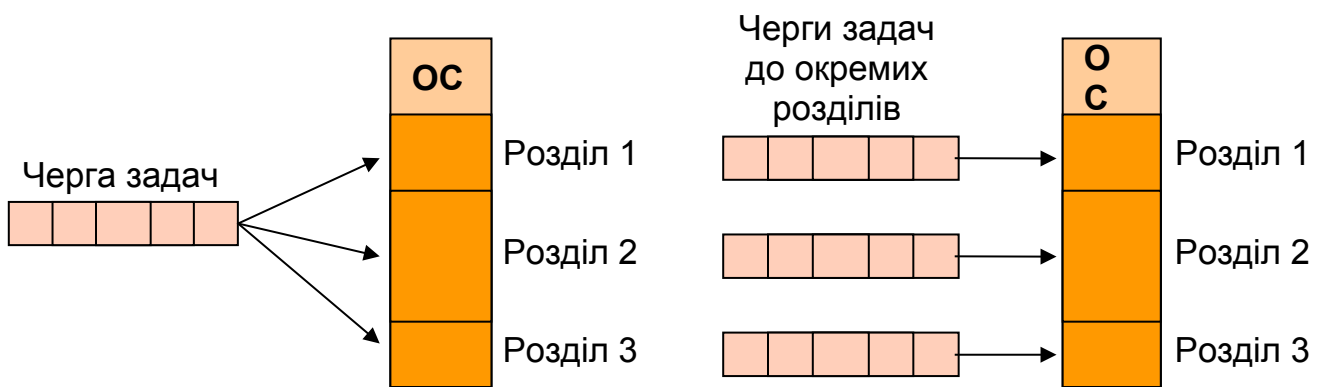 Черга задач
ОС
Розділ 1
Розділ 2
Розділ 3
Черги задач
до окремих
розділів
О
С
Розділ 1
Розділ 2
Розділ 3